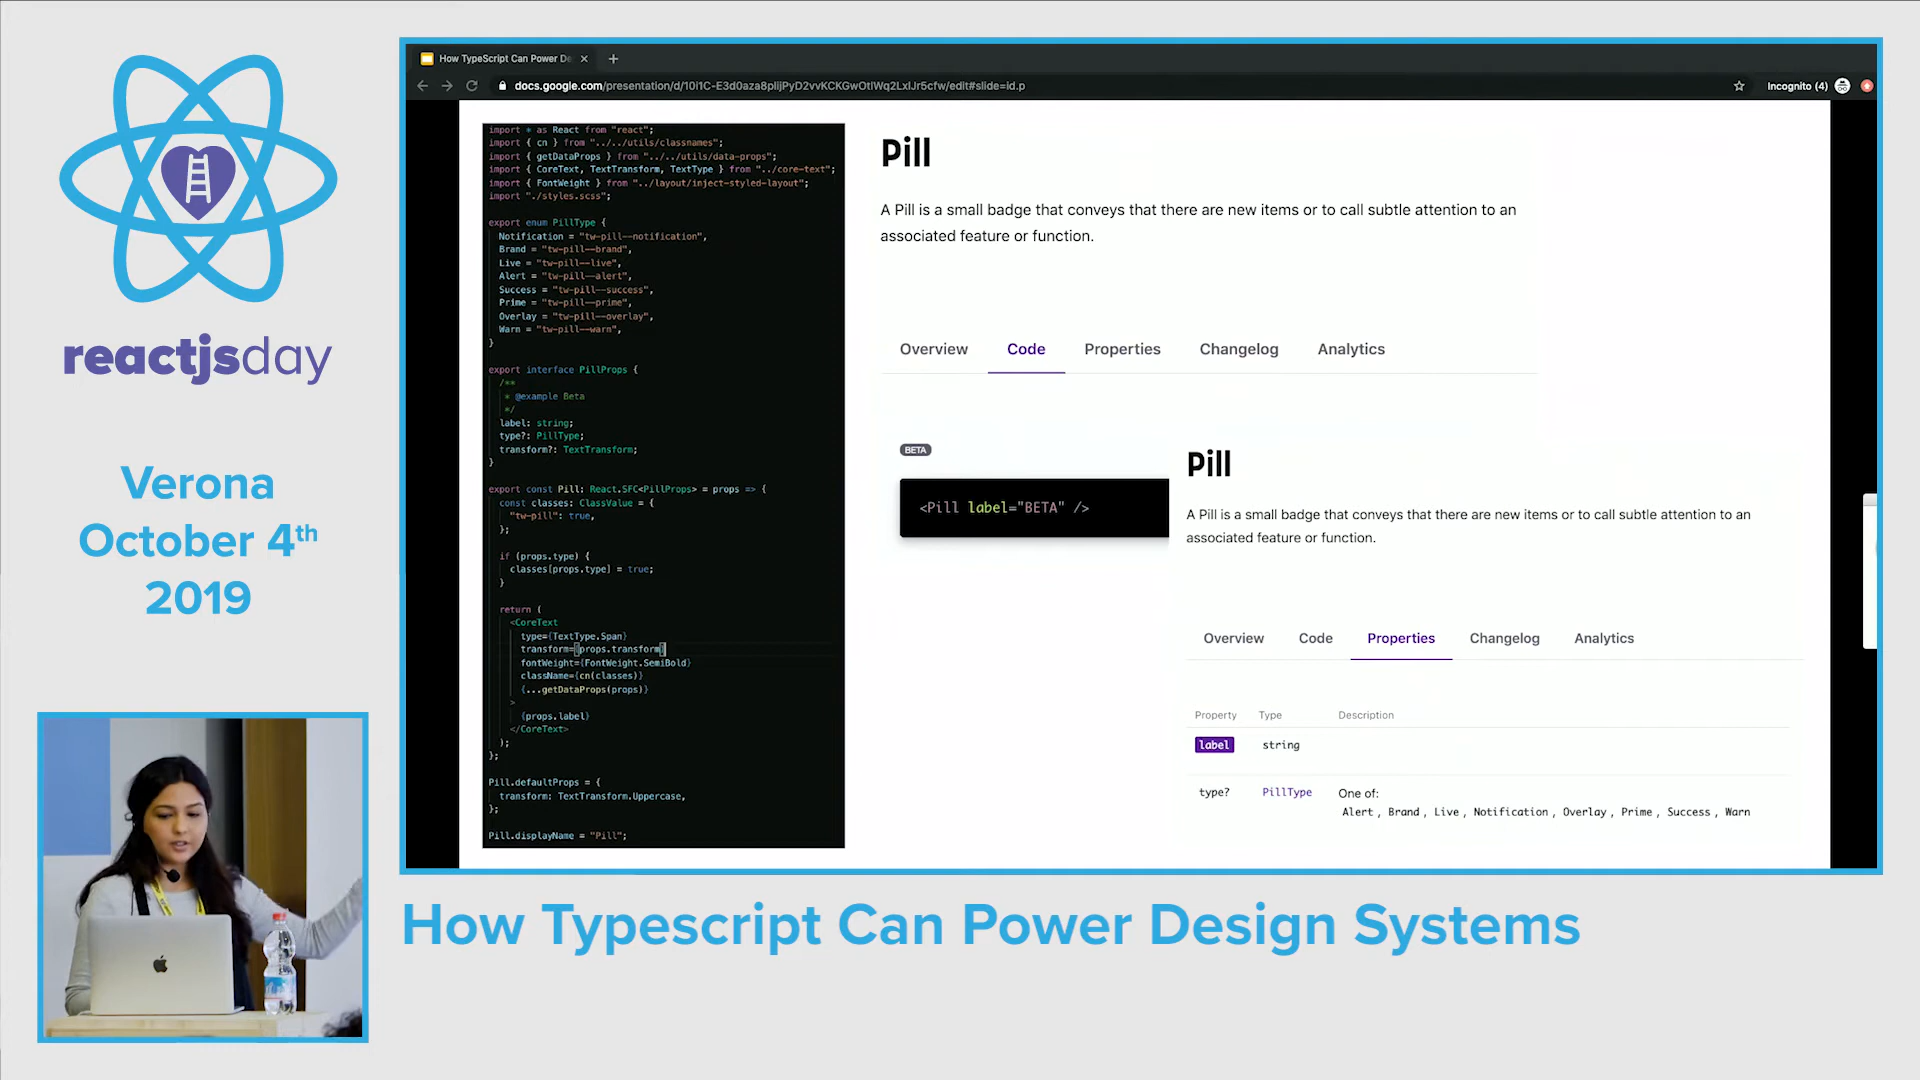 reactjsday
Verona
October 4th
2019
How TypeScript Can Power De
docs.google.com/presentation/d/10i1C-E3d0aza8plijPyD2vvKCKGwOtlWq2LxlJr5cfw/edit#slide=id.p
Incognito (4)
import * as React from "react";
import { cn } from "../../utils/classnames";
import { getDataProps } from "../../utils/data-props";
import { CoreText, TextTransform, TextType } from "../core-text";
import { FontWeight } from "../layout/inject-styled-layout";
import "./styles.scss";
export enum PillType {
Notification = "tw-pill--notification",
Brand = "tw-pill--brand",
Live = "tw-pill--live",
Alert = "tw-pill--alert",
Success = "tw-pill--success",
Prime = "tw-pill--prime",
Overlay = "tw-pill--overlay",
Warn = "tw-pill--warn",
}
export interface PillProps {
/**
* @example Beta
*/
label: string;
type?: PillType;
transform?: TextTransform;
}
export const Pill: React.SFC<PillProps> = props => {
const classes: ClassValue = {
"tw-pill": true,
};
if (props.type) {
classes[props.type] = true;
}
return (
<CoreText
type={TextType.Span}
transform={props.transform}
fontWeight={FontWeight.SemiBold}
className={cn(classes)}
{...getDataProps(props)}
>
{props.label}
</CoreText>
);
};
Pill.defaultProps = {
transform: TextTransform.Uppercase,
};
Pill.displayName = "Pill";
Pill
A Pill is a small badge that conveys that there are new items or to call subtle attention to an
associated feature or function.
Overview Code Properties Changelog Analytics
BETA
<Pill label="BETA" />
Pill
A Pill is a small badge that conveys that there are new items or to call subtle attention to an
associated feature or function.
Overview Code Properties Changelog Analytics
Property Type Description
label string
type? PillType One of:
Alert , Brand , Live , Notification , Overlay , Prime , Success , Warn
How Typescript Can Power Design Systems